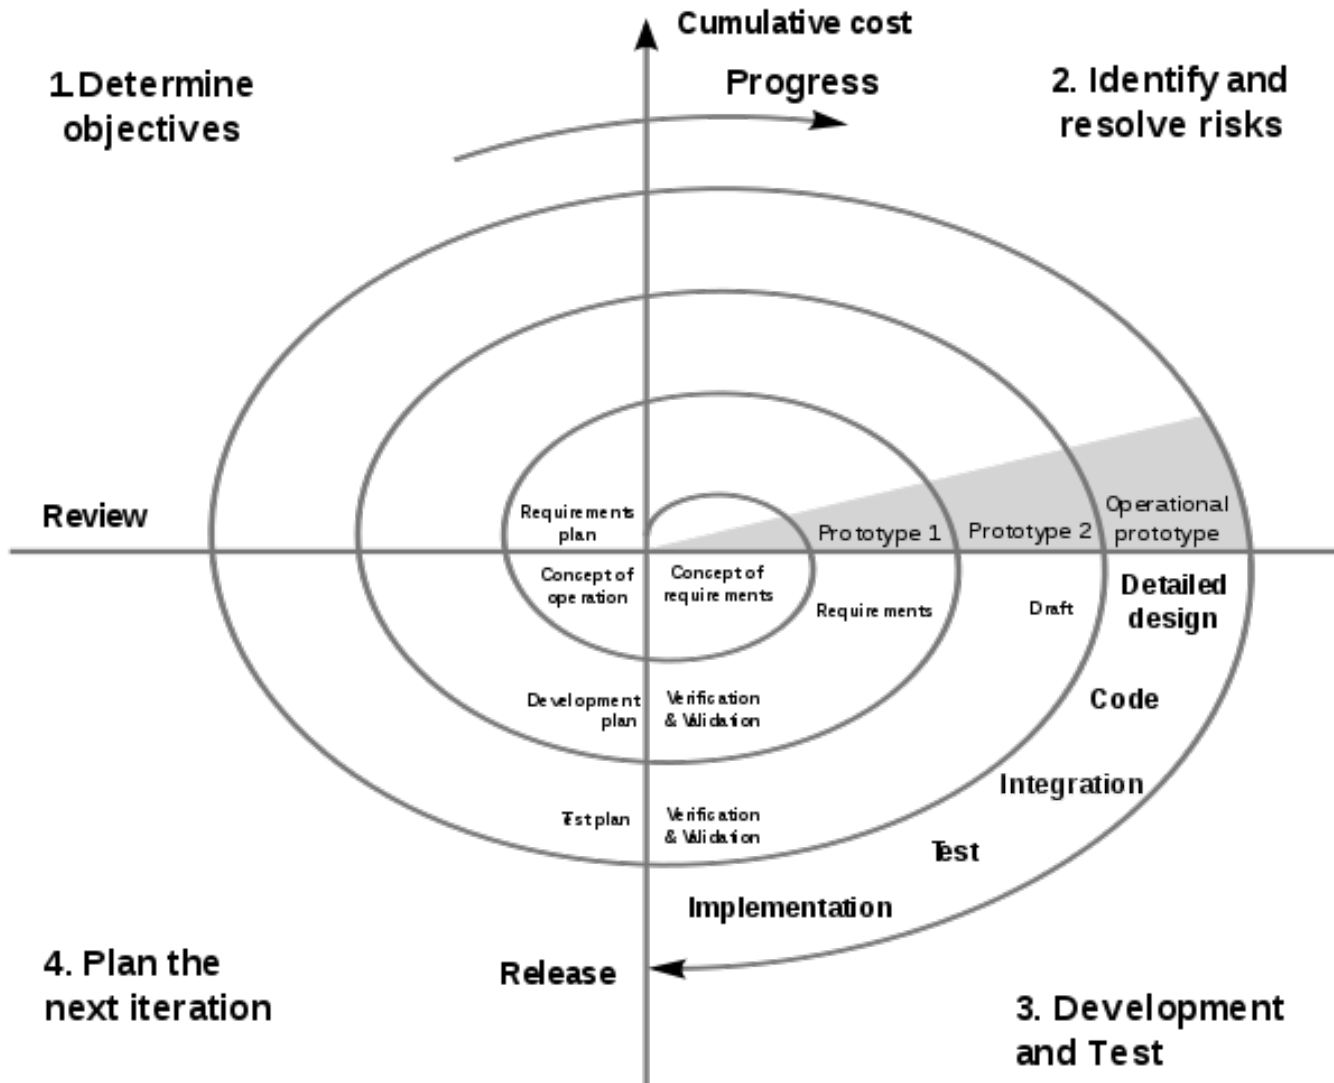 Cumulative cost
1.Determine
objectives
Progress
2. Identify and
resolve risks
Review
Requirements
plan
Prototype 1
Prototype 2
Operational
prototype
Concept of
operation
Concept of
requirements
Requirements
Draft
Detailed
design
Development
plan
Verification
& Validation
Code
Integration
Test plan
Verification
& Validation
Test
Implementation
Release
4. Plan the
next iteration
3. Development
and Test